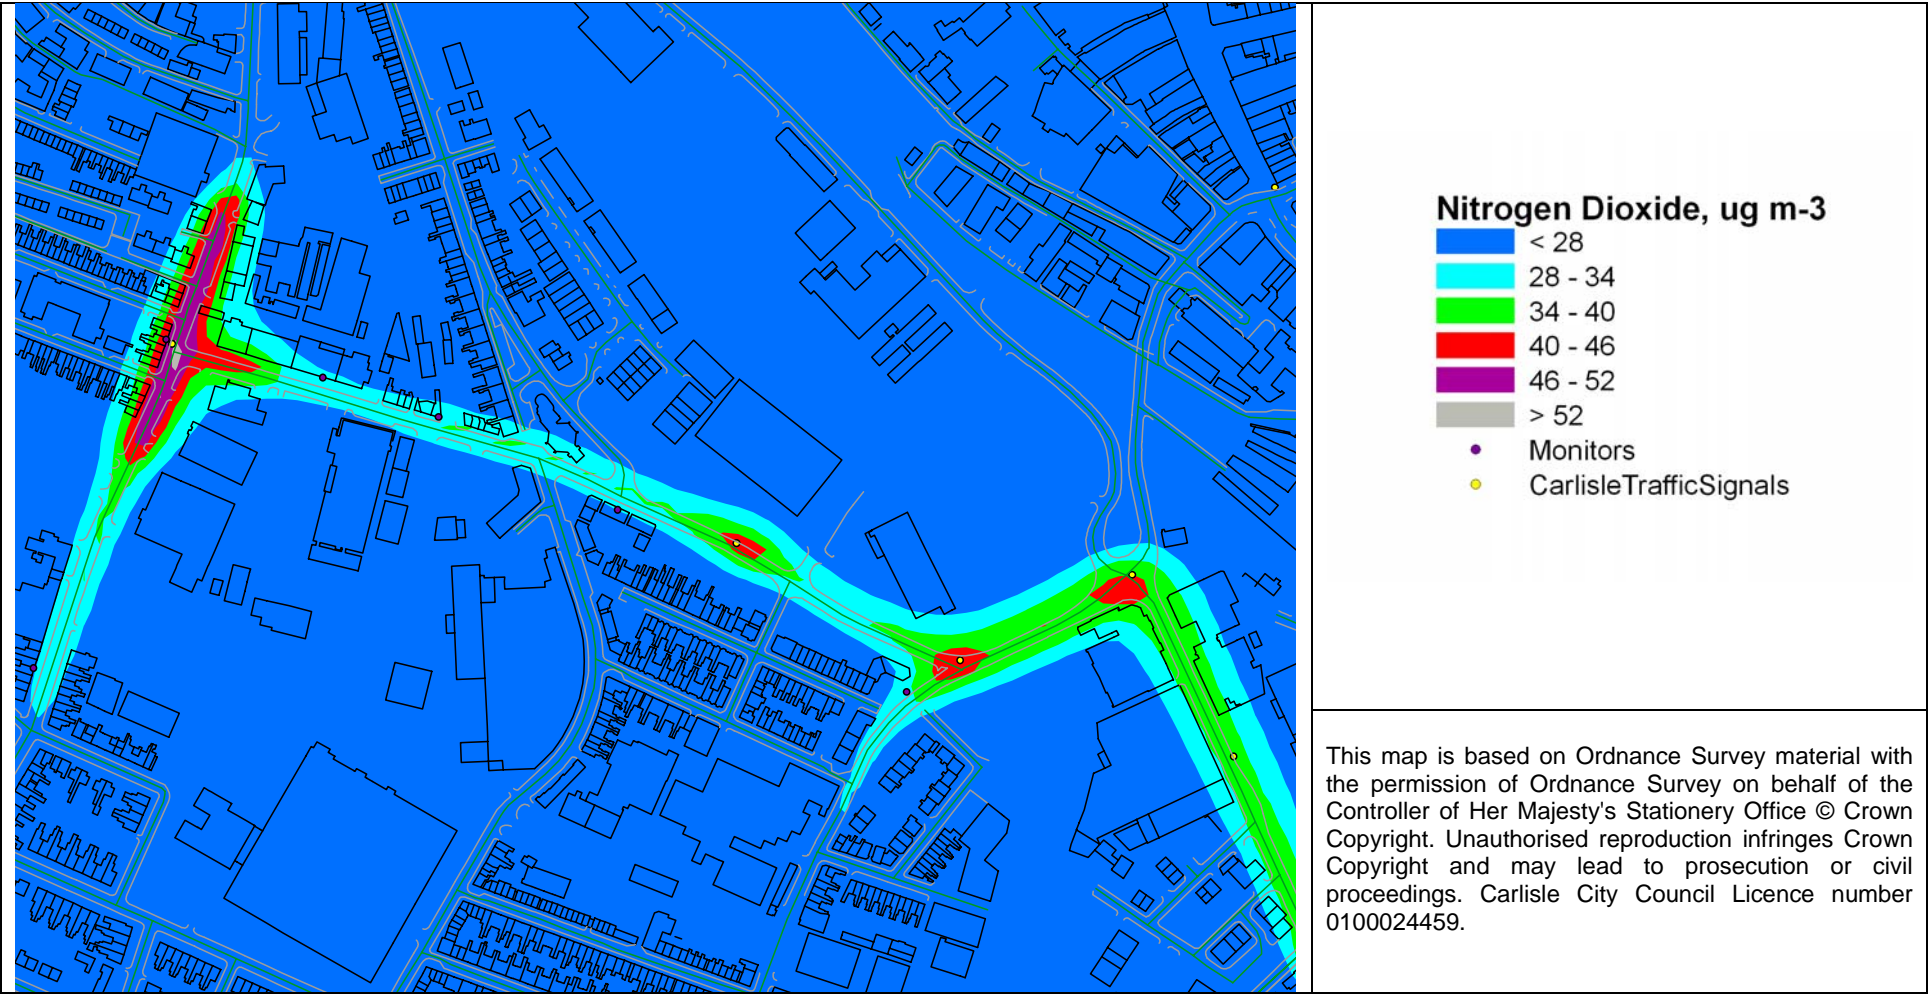 Nitrogen Dioxide, ug m-3
< 28
28 - 34
34 - 40
40 - 46
46 - 52
> 52
Monitors
CarlisleTrafficSignals
This map is based on Ordnance Survey material with
the permission of Ordnance Survey on behalf of the
Controller of Her Majesty's Stationery Office © Crown
Copyright. Unauthorised reproduction infringes Crown
Copyright and may lead to prosecution or civil
proceedings. Carlisle City Council Licence number
0100024459.